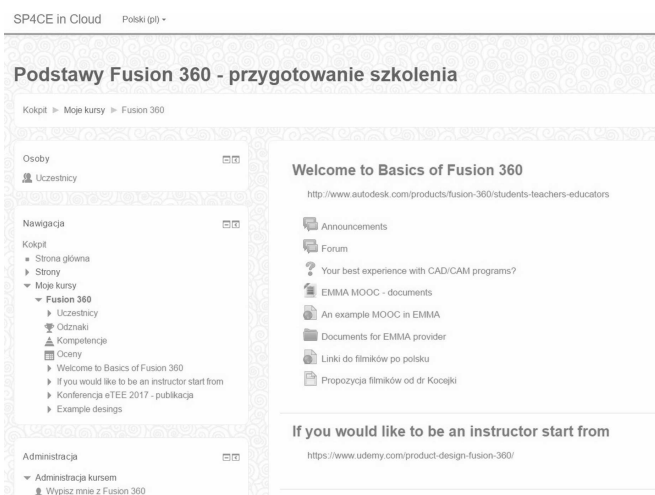 SP4CE in Cloud Polski (pl)
Podstawy Fusion 360 - przygotowanie szkolenia
Kokpit Moje kursy Fusion 360
Osoby
Uczestnicy
Nawigacja
Kokpit
Strona główna
Strony
Moje kursy
Fusion 360
Uczestnicy
Odznaki
Kompetencje
Oceny
Welcome to Basics of Fusion 360
If you would like to be an instructor start from
Konferencja eTEE 2017 - publikacja
Example desings
Administracja
Administracja kursem
Wypisz mnie z Fusion 360
Welcome to Basics of Fusion 360
http://www.autodesk.com/products/fusion-360/students-teachers-educators
Announcements
Forum
Your best experience with CAD/CAM programs?
EMMA MOOC - documents
An example MOOC in EMMA
Documents for EMMA provider
Linki do filmików po polsku
Propozycja filmików od dr Kocejki
If you would like to be an instructor start from
https://www.udemy.com/product-design-fusion-360/